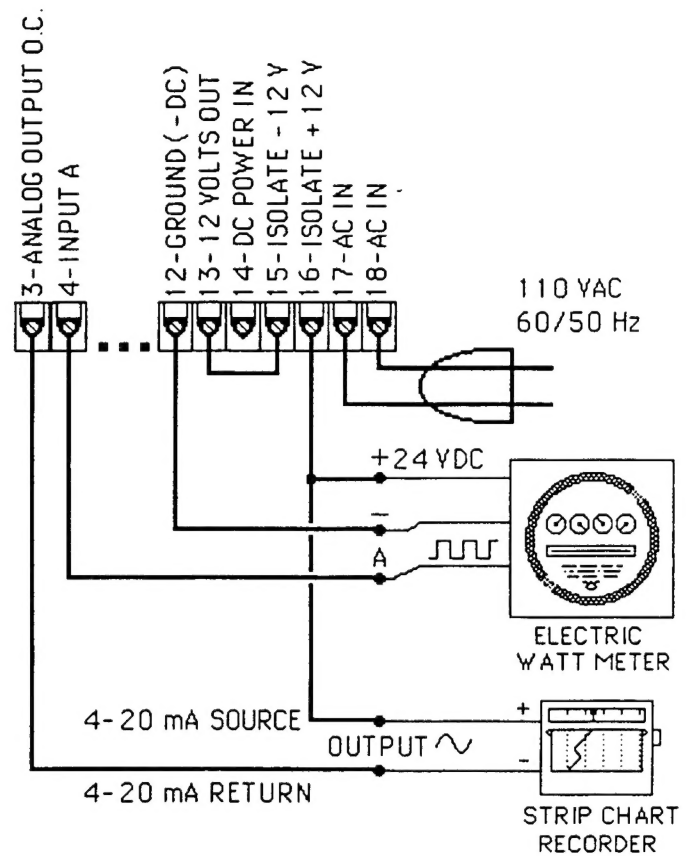 3-ANALOG OUTPUT O.C.
4-INPUT A
12-GROUND (-DC)
13-12 VOLTS OUT
14-DC POWER IN
15-ISOLATE -12 V
16-ISOLATE +12 V
17-AC IN
18-AC IN
110 VAC
60/50 Hz
+24 VDC
−
A
ELECTRIC
WATT METER
4-20 mA SOURCE
+
OUTPUT
-
4-20 mA RETURN
STRIP CHART
RECORDER